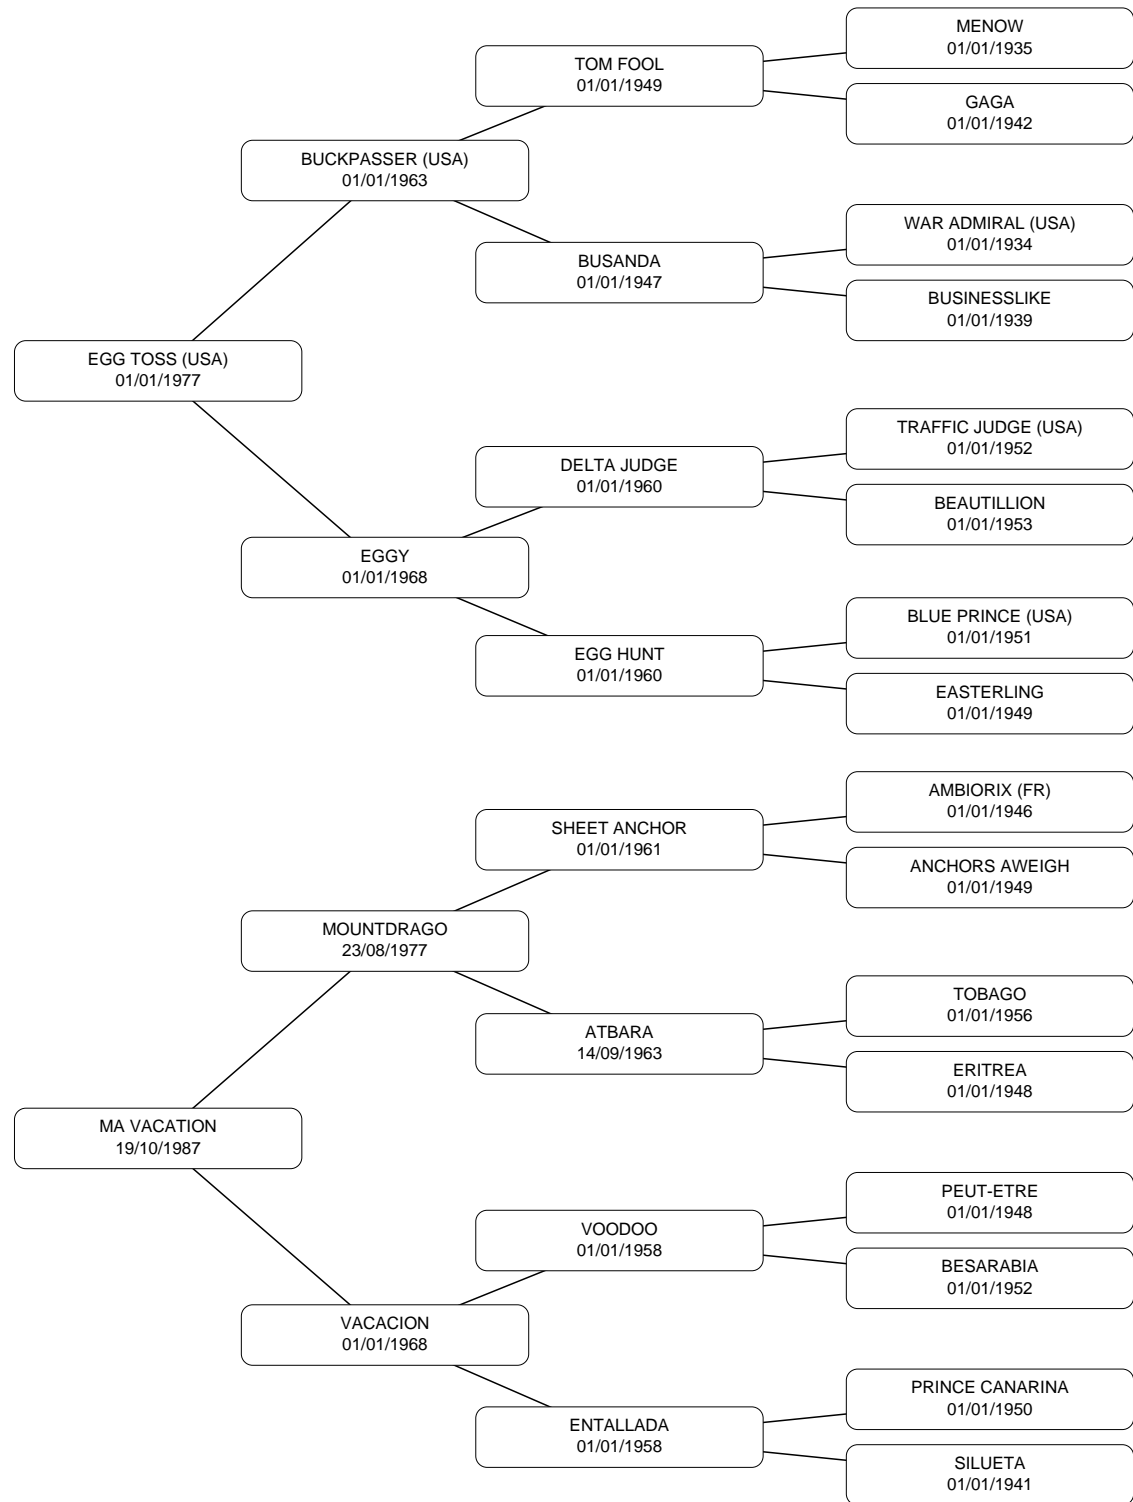 MENOW
01/01/1935
TOM FOOL
01/01/1949
GAGA
01/01/1942
BUCKPASSER (USA)
01/01/1963
WAR ADMIRAL (USA)
01/01/1934
BUSANDA
01/01/1947
BUSINESSLIKE
01/01/1939
EGG TOSS (USA)
01/01/1977
TRAFFIC JUDGE (USA)
01/01/1952
DELTA JUDGE
01/01/1960
BEAUTILLION
01/01/1953
EGGY
01/01/1968
BLUE PRINCE (USA)
01/01/1951
EGG HUNT
01/01/1960
EASTERLING
01/01/1949
AMBIORIX (FR)
01/01/1946
SHEET ANCHOR
01/01/1961
ANCHORS AWEIGH
01/01/1949
MOUNTDRAGO
23/08/1977
TOBAGO
01/01/1956
ATBARA
14/09/1963
ERITREA
01/01/1948
MA VACATION
19/10/1987
PEUT-ETRE
01/01/1948
VOODOO
01/01/1958
BESARABIA
01/01/1952
VACACION
01/01/1968
PRINCE CANARINA
01/01/1950
ENTALLADA
01/01/1958
SILUETA
01/01/1941